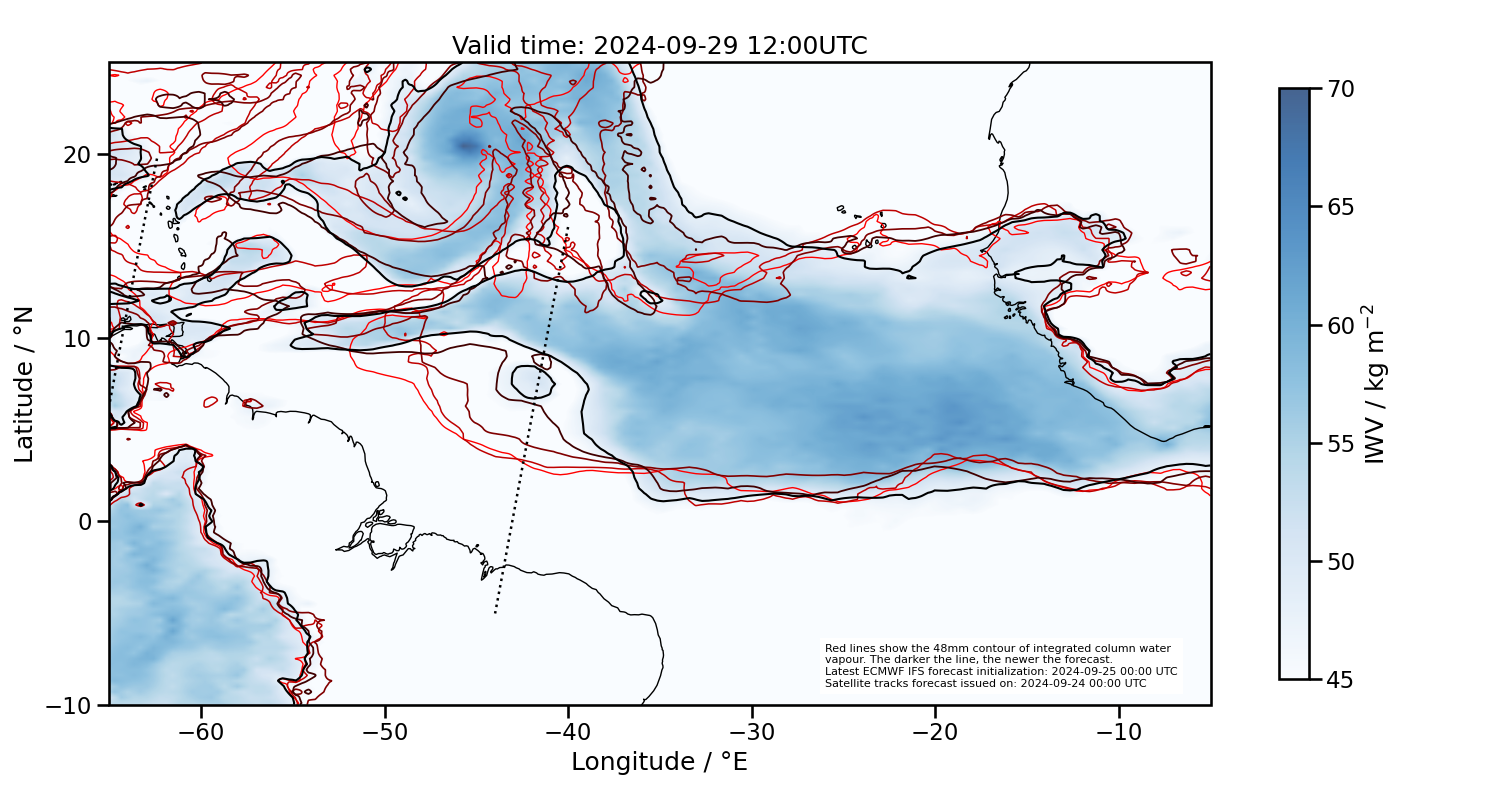 Valid time: 2024-09-29 12:00UTC
Latitude / °N
20
10
0
−10
−60
−50
−40
−30
−20
−10
Longitude / °E
Red lines show the 48mm contour of integrated column water
vapour. The darker the line, the newer the forecast.
Latest ECMWF IFS forecast initialization: 2024-09-25 00:00 UTC
Satellite tracks forecast issued on: 2024-09-24 00:00 UTC
70
65
60
55
50
45
IWV / kg m⁻²